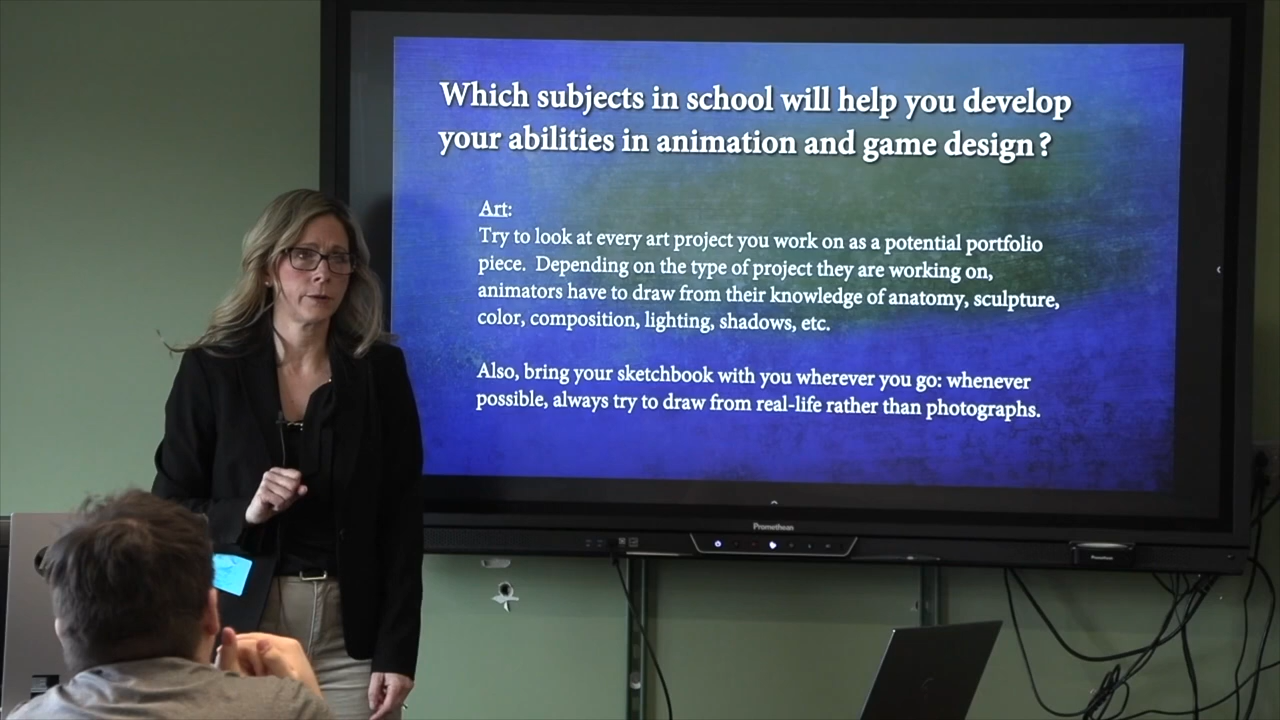 Which subjects in school will help you develop
your abilities in animation and game design?
Art:
Try to look at every art project you work on as a potential portfolio
piece.  Depending on the type of project they are working on,
animators have to draw from their knowledge of anatomy, sculpture,
color, composition, lighting, shadows, etc.
Also, bring your sketchbook with you wherever you go: whenever
possible, always try to draw from real-life rather than photographs.
Promethean
Promethean